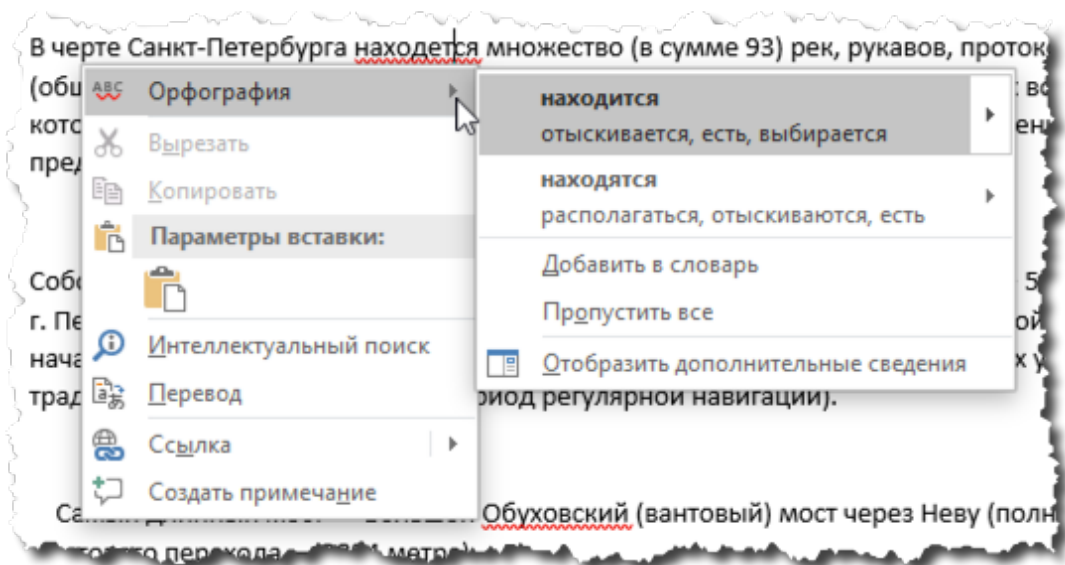 В черте Санкт-Петербурга находется множество (в сумме 93) рек, рукавов, проток
(общ
ABC Орфография
кото
Вырезать
пред
Копировать
Параметры вставки:
находится
отыскивается, есть, выбирается
находятся
располагаться, отыскиваются, есть
Добавить в словарь
Пропустить все
Отобразить дополнительные сведения
Собо
г. Пе
нача
Интеллектуальный поиск
трад
Перевод
риод регулярной навигации).
Ссылка
Создать примечание
Обуховский (вантовый) мост через Неву (полн